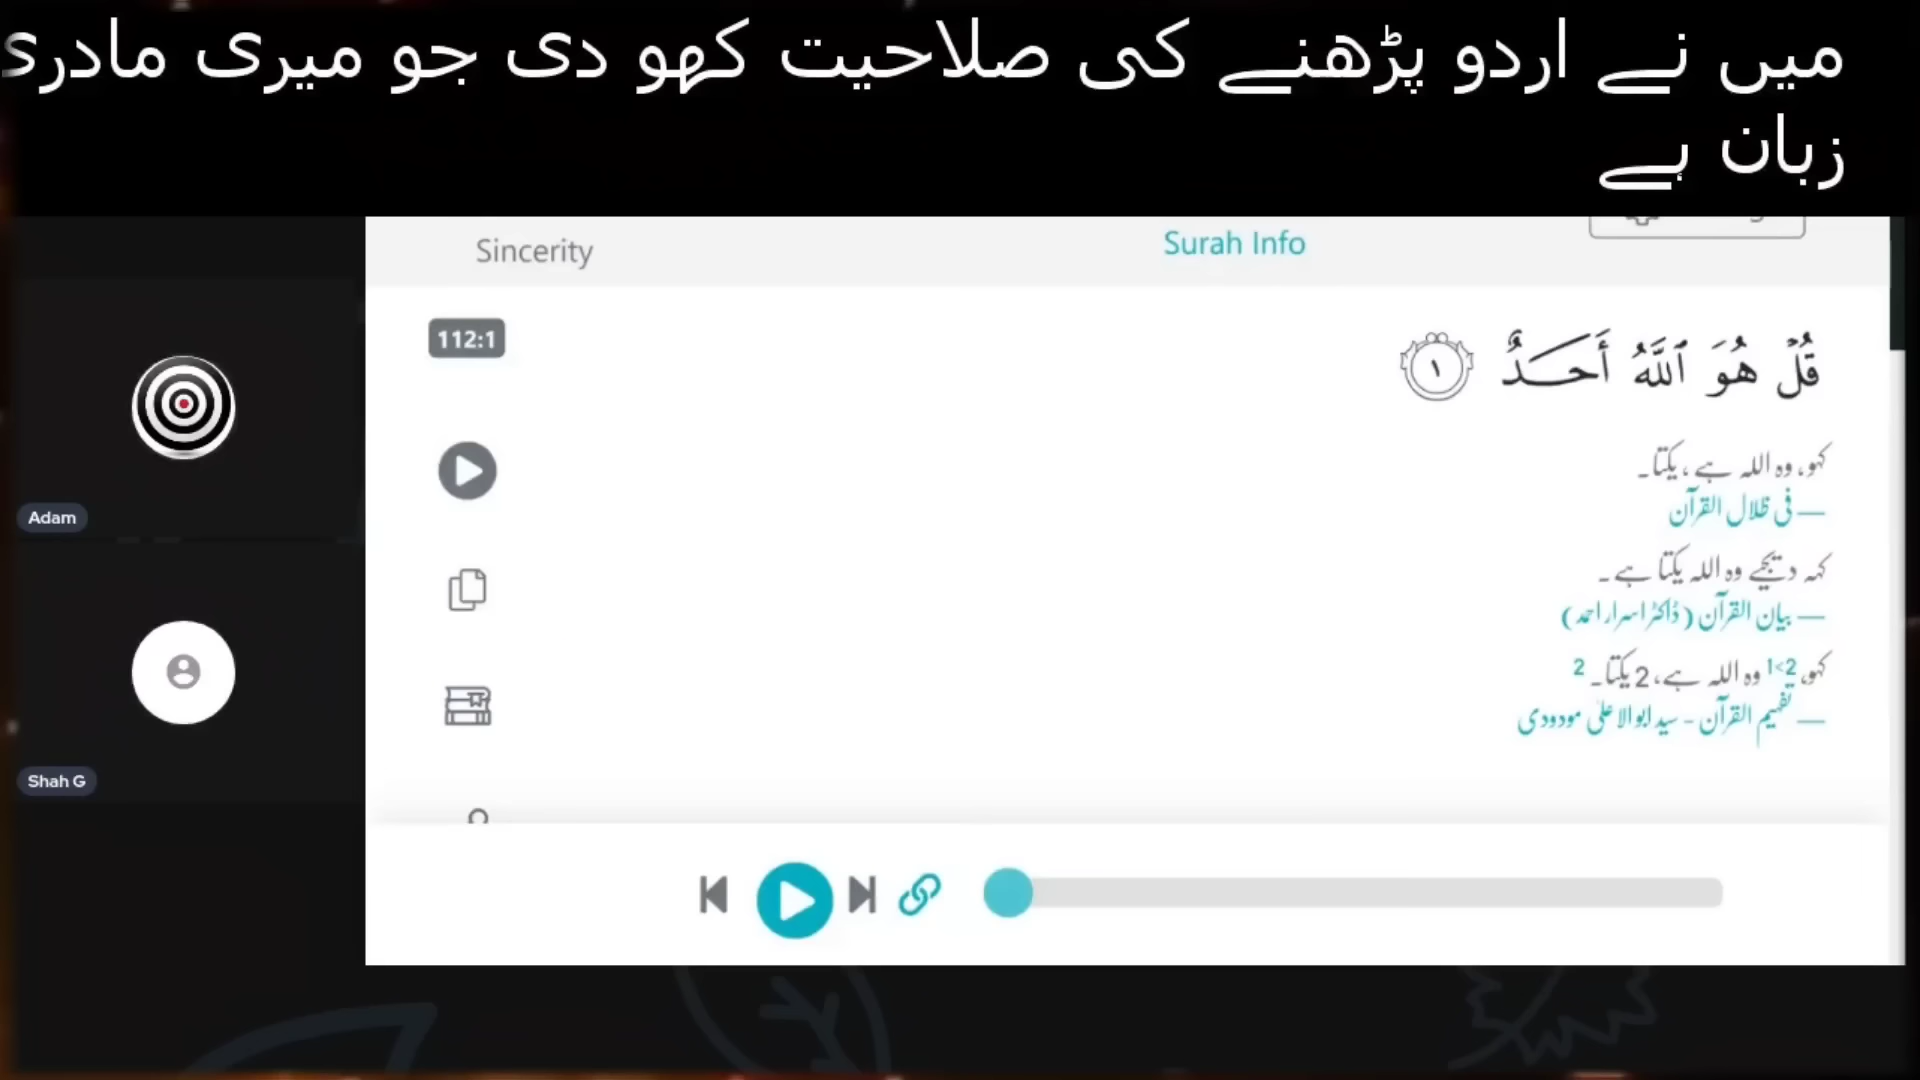 میں نے اردو پڑھنے کی صلاحیت کھو دی جو میری مادری
زبان ہے
Sincerity
Surah Info
112:1
قُلْ هُوَ ٱللَّهُ أَحَدٌ ١
کہو، وہ اللہ ہے، یکتا۔
— فی ظلال القرآن
کہہ دیجیے وہ اللہ یکتا ہے۔
— بیان القرآن (ڈاکٹر اسرار احمد)
کہو، 2>1 وہ اللہ ہے، 2 یکتا۔ 2
— تفہیم القرآن - سید ابو الاعلیٰ مودودی
Adam
Shah G